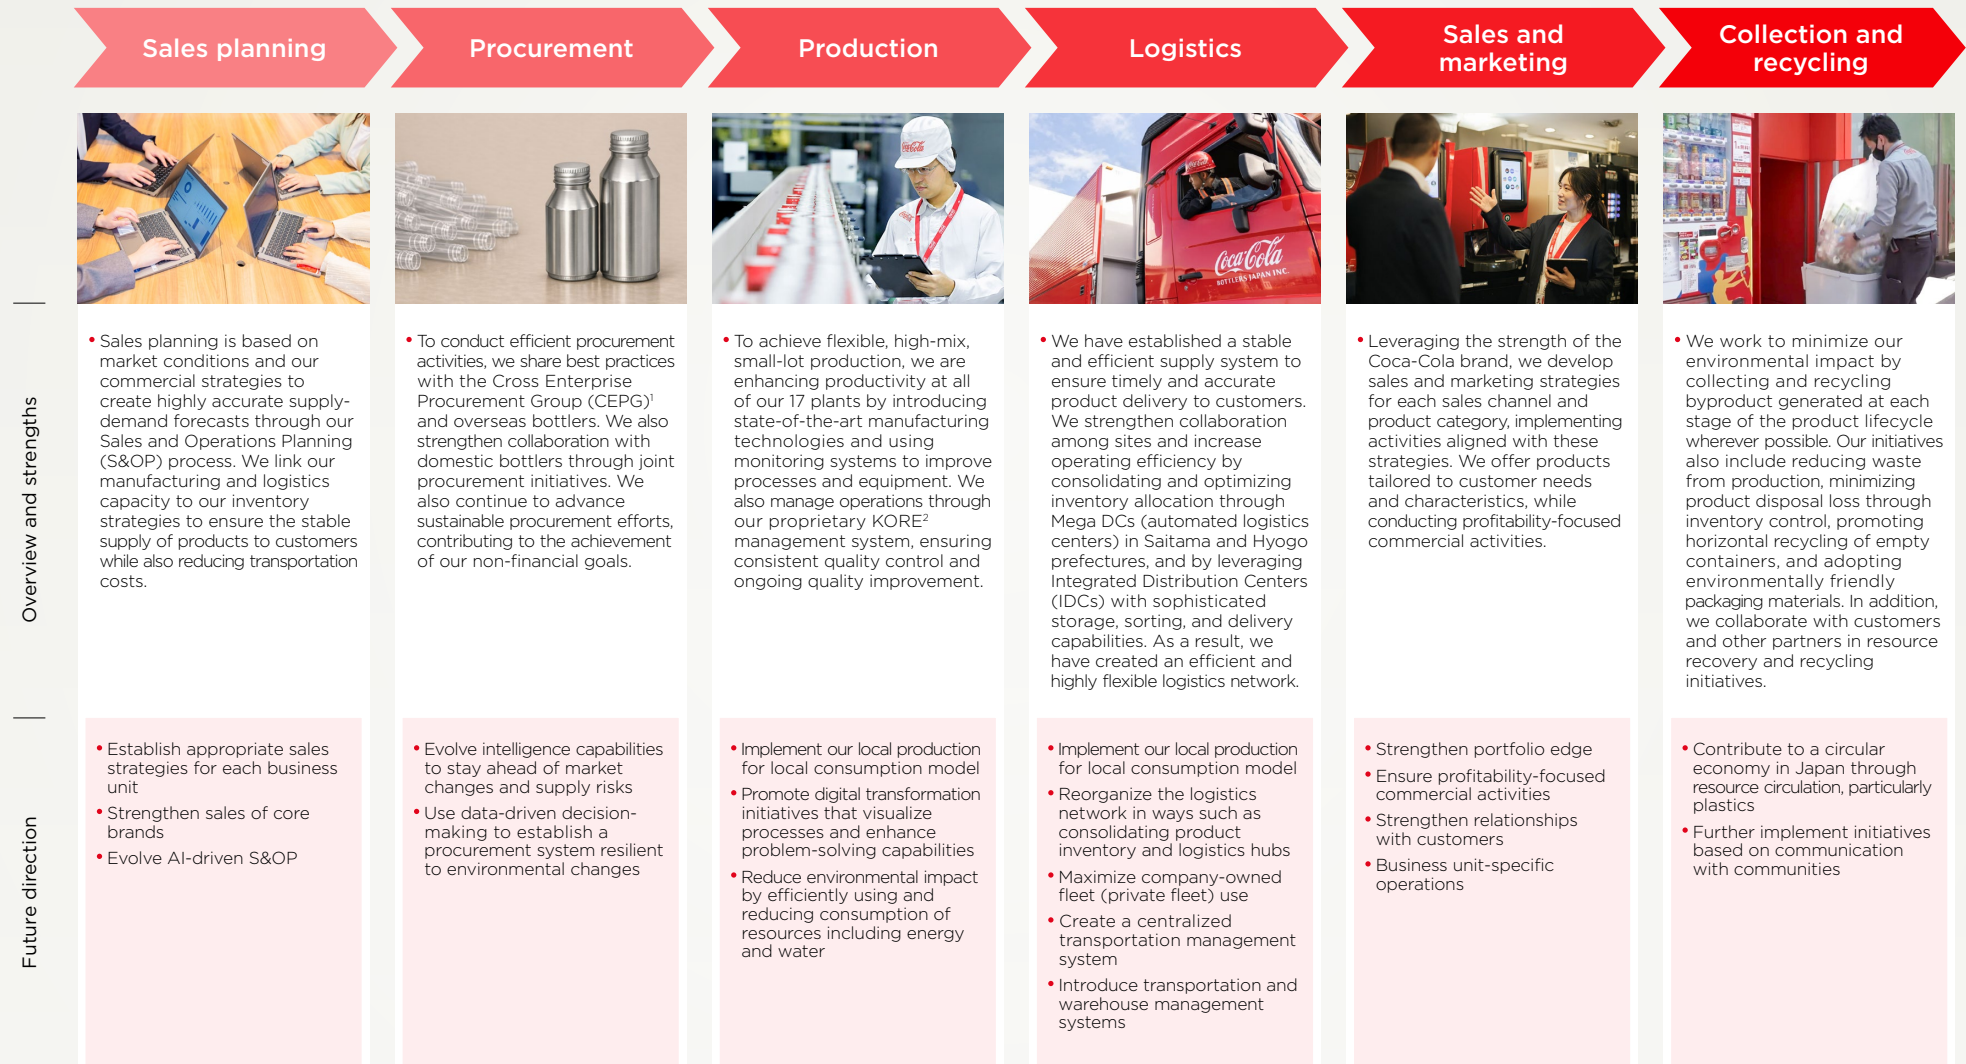 Sales planning
Procurement
Production
Logistics
Sales and
marketing
Collection and
recycling
Coca-Cola
Coca-Cola
BOTTLERS JAPAN INC.
Overview and strengths
• Sales planning is based on
market conditions and our
commercial strategies to
create highly accurate supply-
demand forecasts through our
Sales and Operations Planning
(S&OP) process. We link our
manufacturing and logistics
capacity to our inventory
strategies to ensure the stable
supply of products to customers
while also reducing transportation
costs.
• To conduct efficient procurement
activities, we share best practices
with the Cross Enterprise
Procurement Group (CEPG)¹
and overseas bottlers. We also
strengthen collaboration with
domestic bottlers through joint
procurement initiatives. We
also continue to advance
sustainable procurement efforts,
contributing to the achievement
of our non-financial goals.
• To achieve flexible, high-mix,
small-lot production, we are
enhancing productivity at all
of our 17 plants by introducing
state-of-the-art manufacturing
technologies and using
monitoring systems to improve
processes and equipment. We
also manage operations through
our proprietary KORE²
management system, ensuring
consistent quality control and
ongoing quality improvement.
• We have established a stable
and efficient supply system to
ensure timely and accurate
product delivery to customers.
We strengthen collaboration
among sites and increase
operating efficiency by
consolidating and optimizing
inventory allocation through
Mega DCs (automated logistics
centers) in Saitama and Hyogo
prefectures, and by leveraging
Integrated Distribution Centers
(IDCs) with sophisticated
storage, sorting, and delivery
capabilities. As a result, we
have created an efficient and
highly flexible logistics network.
• Leveraging the strength of the
Coca-Cola brand, we develop
sales and marketing strategies
for each sales channel and
product category, implementing
activities aligned with these
strategies. We offer products
tailored to customer needs
and characteristics, while
conducting profitability-focused
commercial activities.
• We work to minimize our
environmental impact by
collecting and recycling
byproduct generated at each
stage of the product lifecycle
wherever possible. Our initiatives
also include reducing waste
from production, minimizing
product disposal loss through
inventory control, promoting
horizontal recycling of empty
containers, and adopting
environmentally friendly
packaging materials. In addition,
we collaborate with customers
and other partners in resource
recovery and recycling
initiatives.
Future direction
• Establish appropriate sales
strategies for each business
unit
• Strengthen sales of core
brands
• Evolve AI-driven S&OP
• Evolve intelligence capabilities
to stay ahead of market
changes and supply risks
• Use data-driven decision-
making to establish a
procurement system resilient
to environmental changes
• Implement our local production
for local consumption model
• Promote digital transformation
initiatives that visualize
processes and enhance
problem-solving capabilities
• Reduce environmental impact
by efficiently using and
reducing consumption of
resources including energy
and water
• Implement our local production
for local consumption model
• Reorganize the logistics
network in ways such as
consolidating product
inventory and logistics hubs
• Maximize company-owned
fleet (private fleet) use
• Create a centralized
transportation management
system
• Introduce transportation and
warehouse management
systems
• Strengthen portfolio edge
• Ensure profitability-focused
commercial activities
• Strengthen relationships
with customers
• Business unit-specific
operations
• Contribute to a circular
economy in Japan through
resource circulation, particularly
plastics
• Further implement initiatives
based on communication
with communities